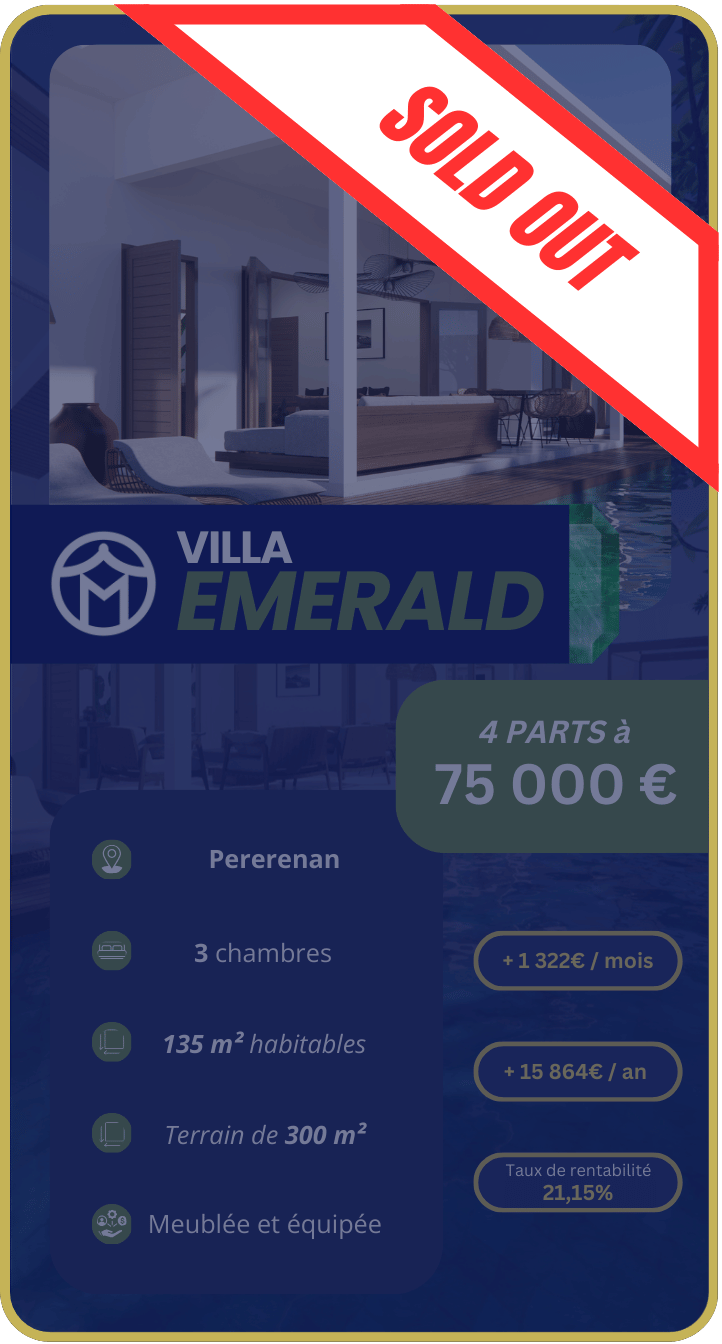 SOLD OUT
VILLA
EMERALD
4 PARTS à
75 000 €
Pererenan
3 chambres
+ 1 322€ / mois
135 m² habitables
+ 15 864€ / an
Terrain de 300 m²
Taux de rentabilité
21,15%
Meublée et équipée